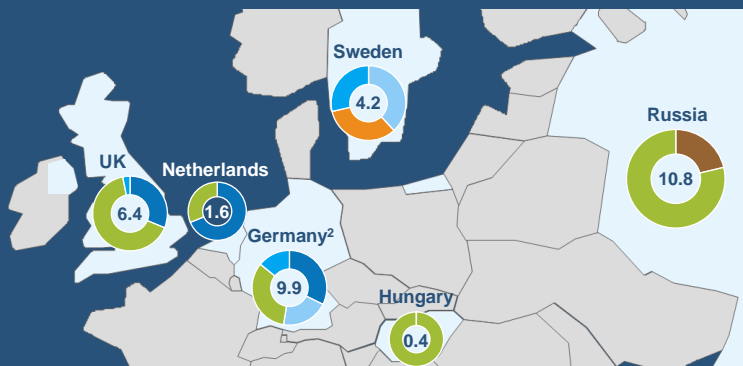 Sweden
4.2
Russia
10.8
UK
6.4
Netherlands
1.6
Germany²
9.9
Hungary
0.4